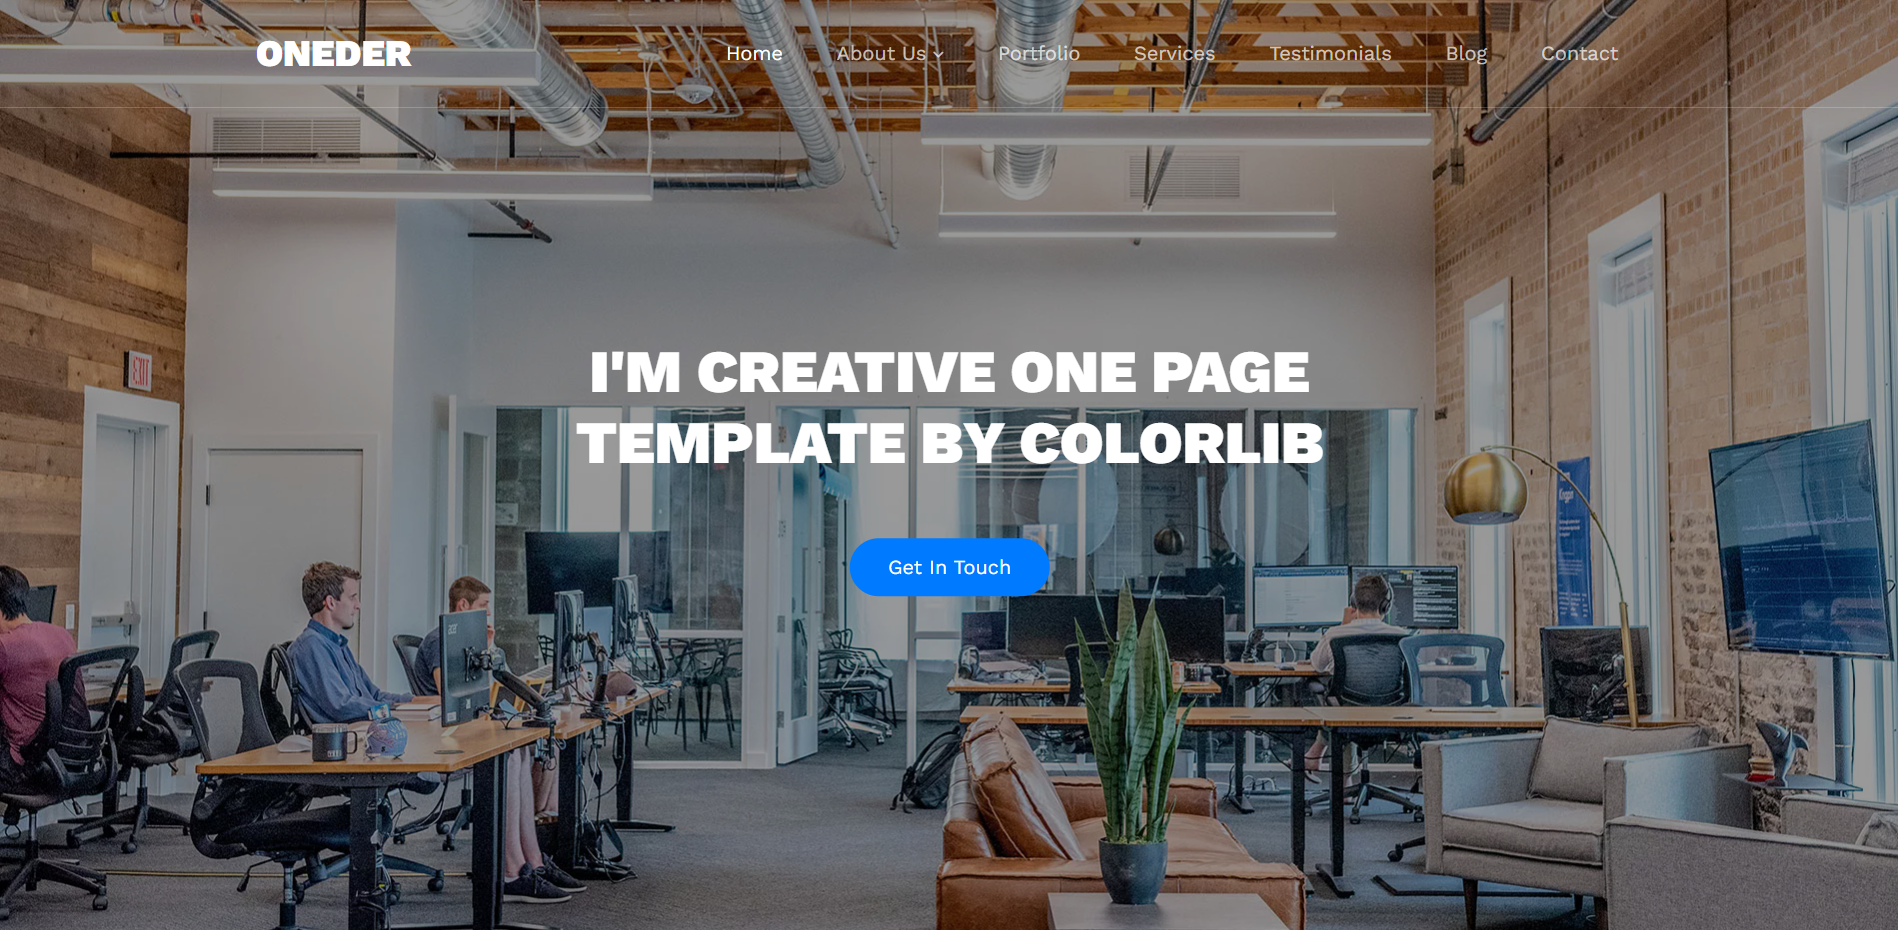 ONEDER
Home About Us Portfolio Services Testimonials Blog Contact
I'M CREATIVE ONE PAGE
TEMPLATE BY COLORLIB
Get In Touch
EXIT
acer